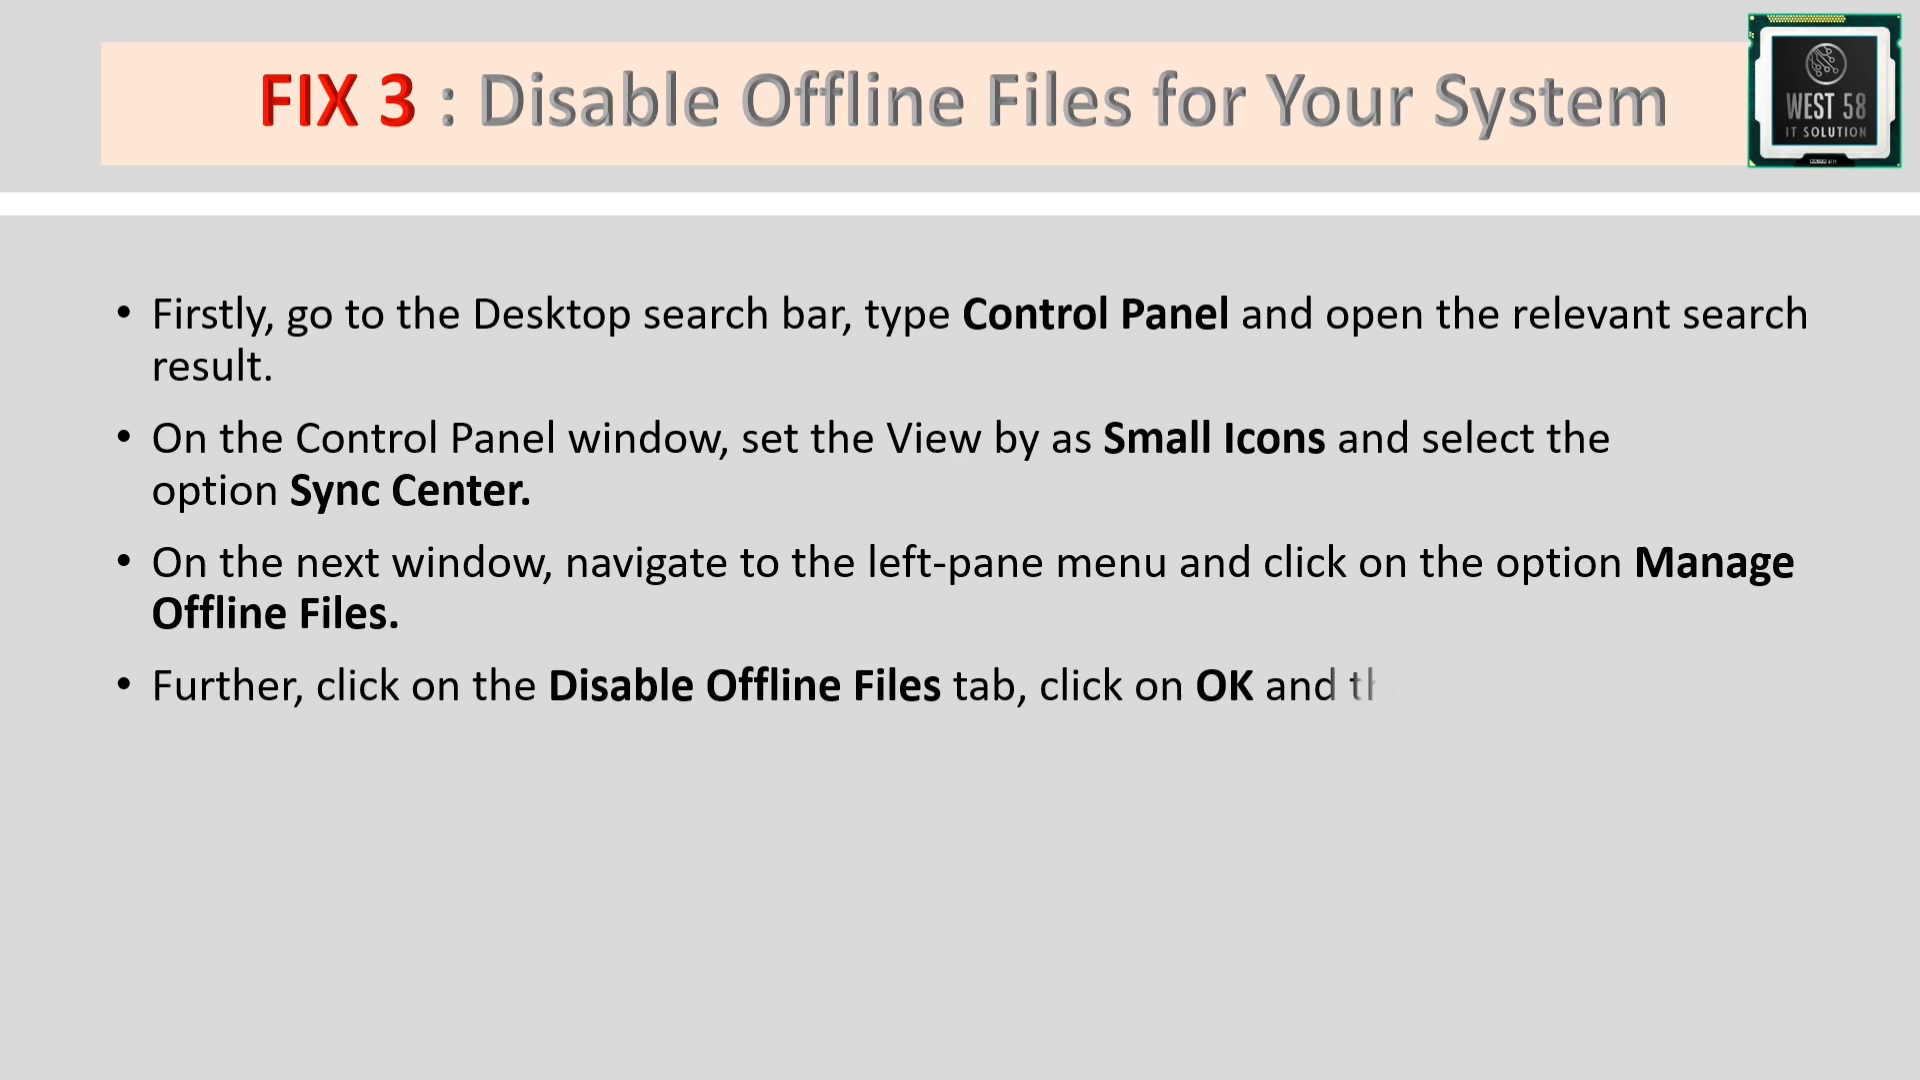 FIX 3 : Disable Offline Files for Your System
WEST 58
IT SOLUTION
• Firstly, go to the Desktop search bar, type Control Panel and open the relevant search
result.
• On the Control Panel window, set the View by as Small Icons and select the
option Sync Center.
• On the next window, navigate to the left-pane menu and click on the option Manage
Offline Files.
• Further, click on the Disable Offline Files tab, click on OK and